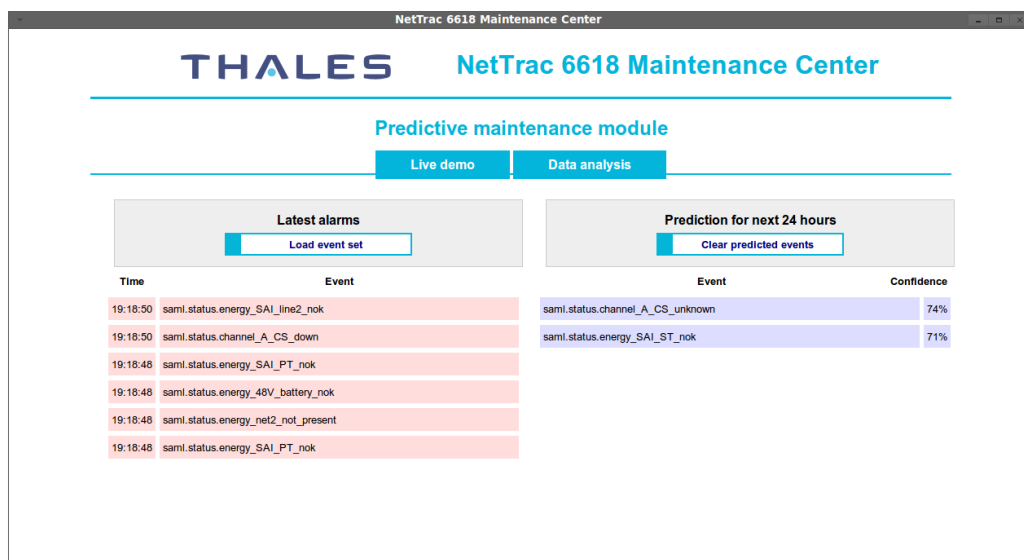 NetTrac 6618 Maintenance Center
THALES
NetTrac 6618 Maintenance Center
Predictive maintenance module
Live demo
Data analysis
Latest alarms
Load event set
Time Event
19:18:50 saml.status.energy_SAI_line2_nok
19:18:50 saml.status.channel_A_CS_down
19:18:48 saml.status.energy_SAI_PT_nok
19:18:48 saml.status.energy_48V_battery_nok
19:18:48 saml.status.energy_net2_not_present
19:18:48 saml.status.energy_SAI_PT_nok
Prediction for next 24 hours
Clear predicted events
Event Confidence
saml.status.channel_A_CS_unknown 74%
saml.status.energy_SAI_ST_nok 71%